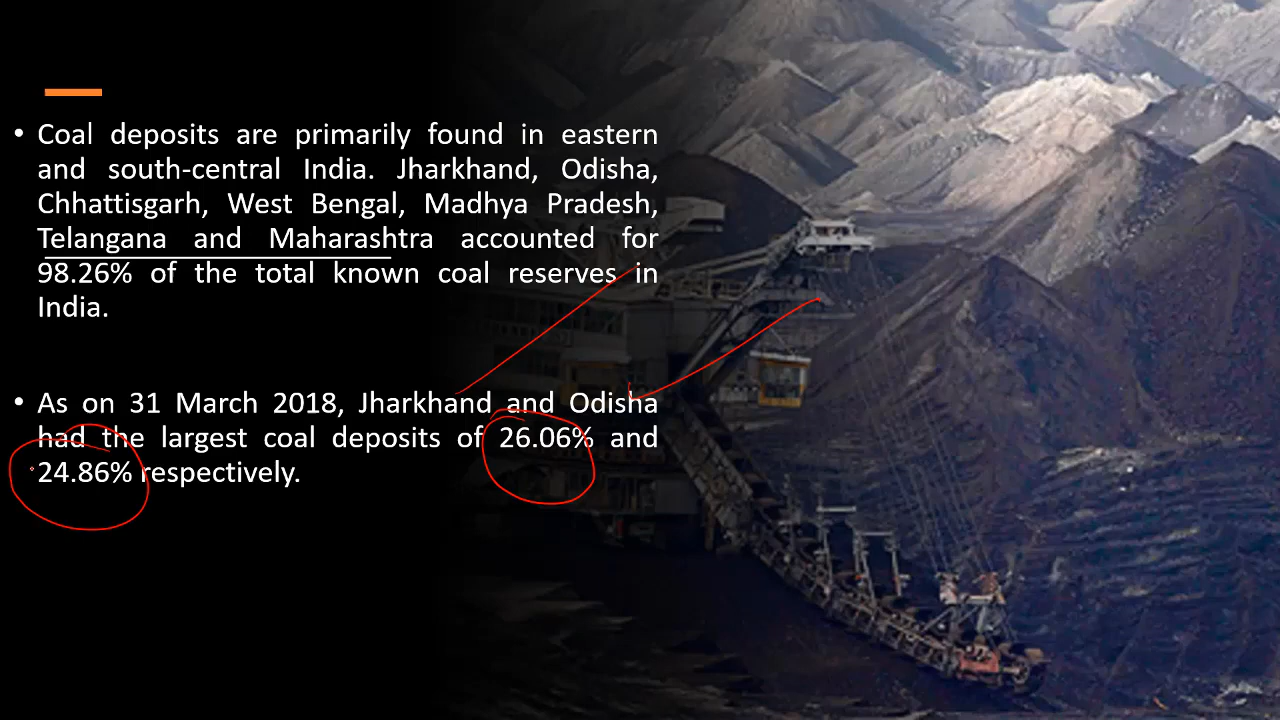 • Coal deposits are primarily found in eastern
and south-central India. Jharkhand, Odisha,
Chhattisgarh, West Bengal, Madhya Pradesh,
Telangana and Maharashtra accounted for
98.26% of the total known coal reserves in
India.
• As on 31 March 2018, Jharkhand and Odisha
had the largest coal deposits of 26.06% and
24.86% respectively.